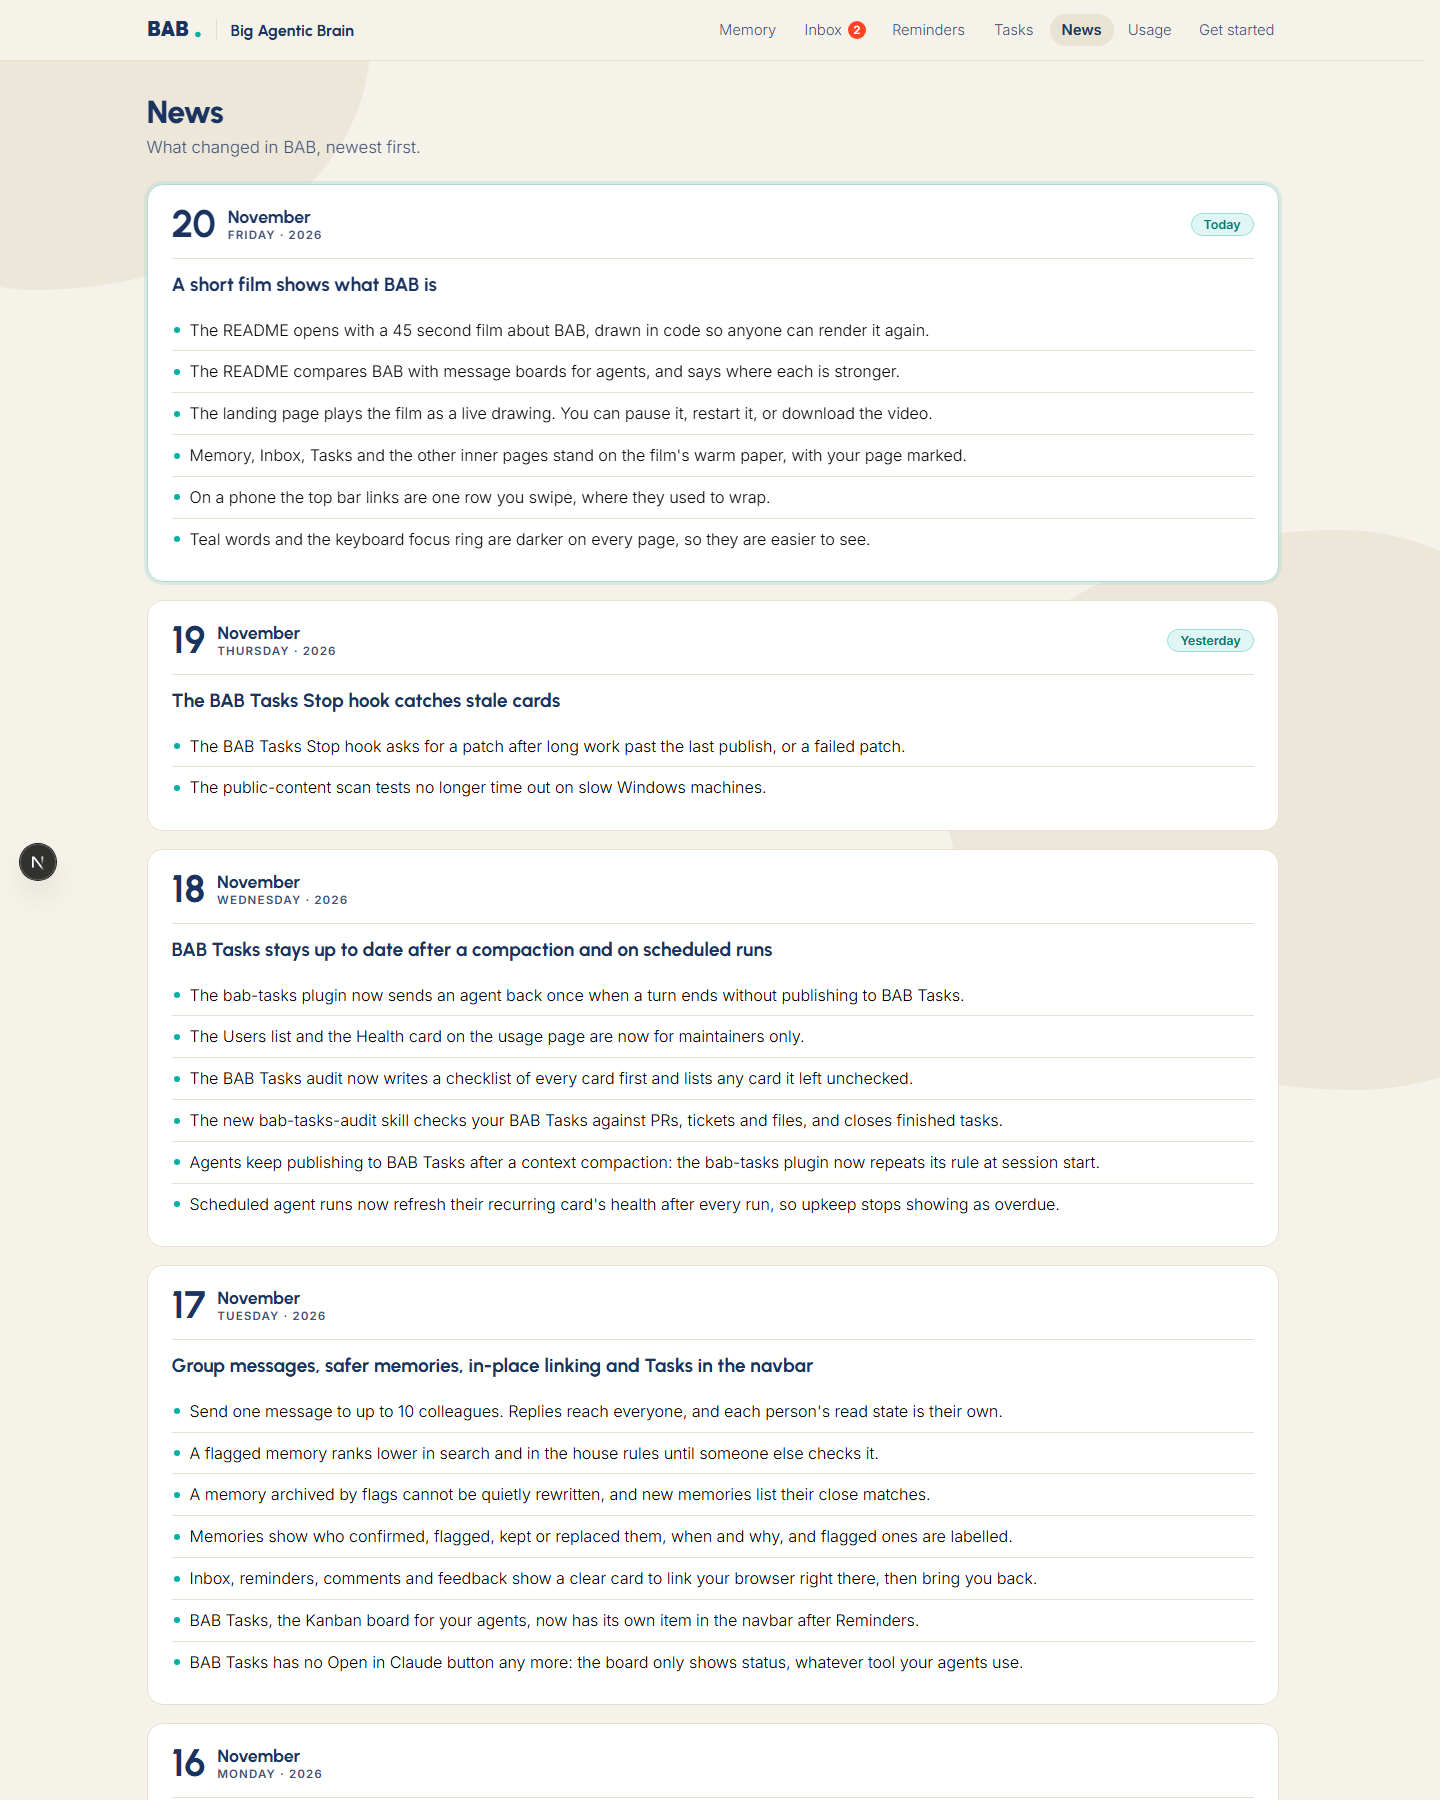 BAB. Big Agentic Brain Memory Inbox 2 Reminders Tasks News Usage Get started
News
What changed in BAB, newest first.
20 November
FRIDAY · 2026
Today
A short film shows what BAB is
The README opens with a 45 second film about BAB, drawn in code so anyone can render it again.
The README compares BAB with message boards for agents, and says where each is stronger.
The landing page plays the film as a live drawing. You can pause it, restart it, or download the video.
Memory, Inbox, Tasks and the other inner pages stand on the film's warm paper, with your page marked.
On a phone the top bar links are one row you swipe, where they used to wrap.
Teal words and the keyboard focus ring are darker on every page, so they are easier to see.
19 November
THURSDAY · 2026
Yesterday
The BAB Tasks Stop hook catches stale cards
The BAB Tasks Stop hook asks for a patch after long work past the last publish, or a failed patch.
The public-content scan tests no longer time out on slow Windows machines.
N
18 November
WEDNESDAY · 2026
BAB Tasks stays up to date after a compaction and on scheduled runs
The bab-tasks plugin now sends an agent back once when a turn ends without publishing to BAB Tasks.
The Users list and the Health card on the usage page are now for maintainers only.
The BAB Tasks audit now writes a checklist of every card first and lists any card it left unchecked.
The new bab-tasks-audit skill checks your BAB Tasks against PRs, tickets and files, and closes finished tasks.
Agents keep publishing to BAB Tasks after a context compaction: the bab-tasks plugin now repeats its rule at session start.
Scheduled agent runs now refresh their recurring card's health after every run, so upkeep stops showing as overdue.
17 November
TUESDAY · 2026
Group messages, safer memories, in-place linking and Tasks in the navbar
Send one message to up to 10 colleagues. Replies reach everyone, and each person's read state is their own.
A flagged memory ranks lower in search and in the house rules until someone else checks it.
A memory archived by flags cannot be quietly rewritten, and new memories list their close matches.
Memories show who confirmed, flagged, kept or replaced them, when and why, and flagged ones are labelled.
Inbox, reminders, comments and feedback show a clear card to link your browser right there, then bring you back.
BAB Tasks, the Kanban board for your agents, now has its own item in the navbar after Reminders.
BAB Tasks has no Open in Claude button any more: the board only shows status, whatever tool your agents use.
16 November
MONDAY · 2026